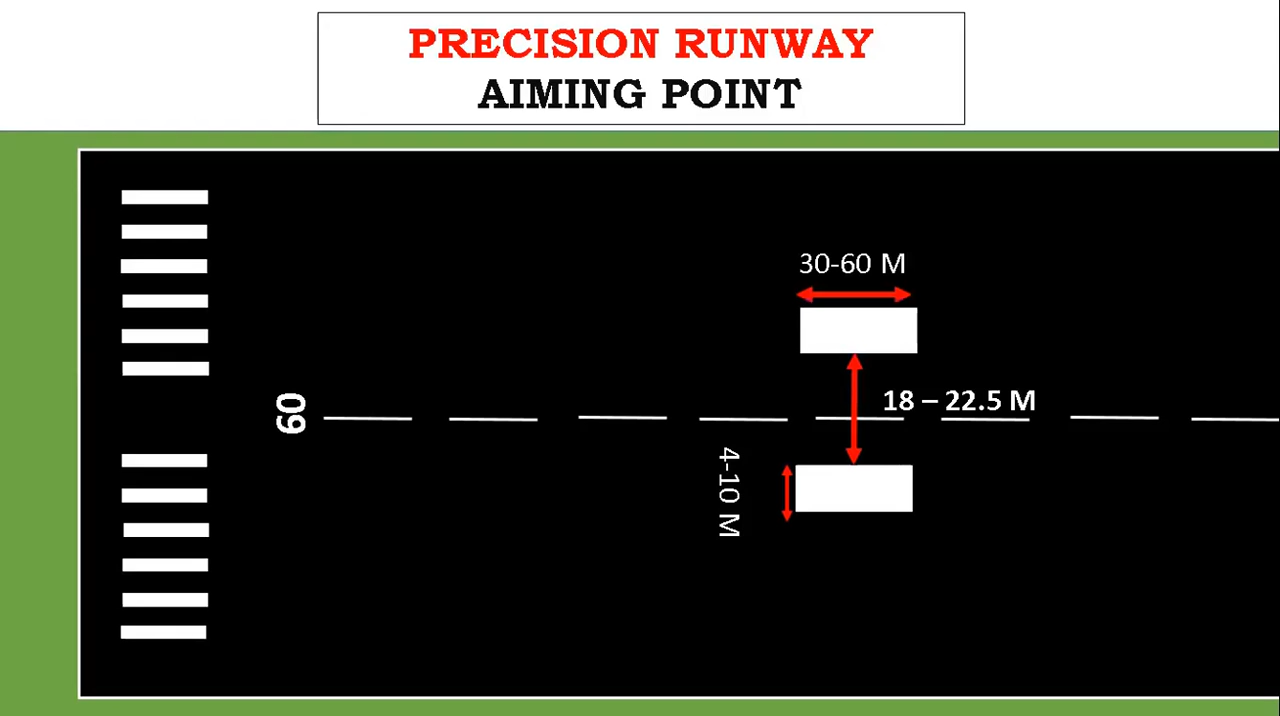 PRECISION RUNWAY
AIMING POINT
30-60 M
09
18 – 22.5 M
4-10 M